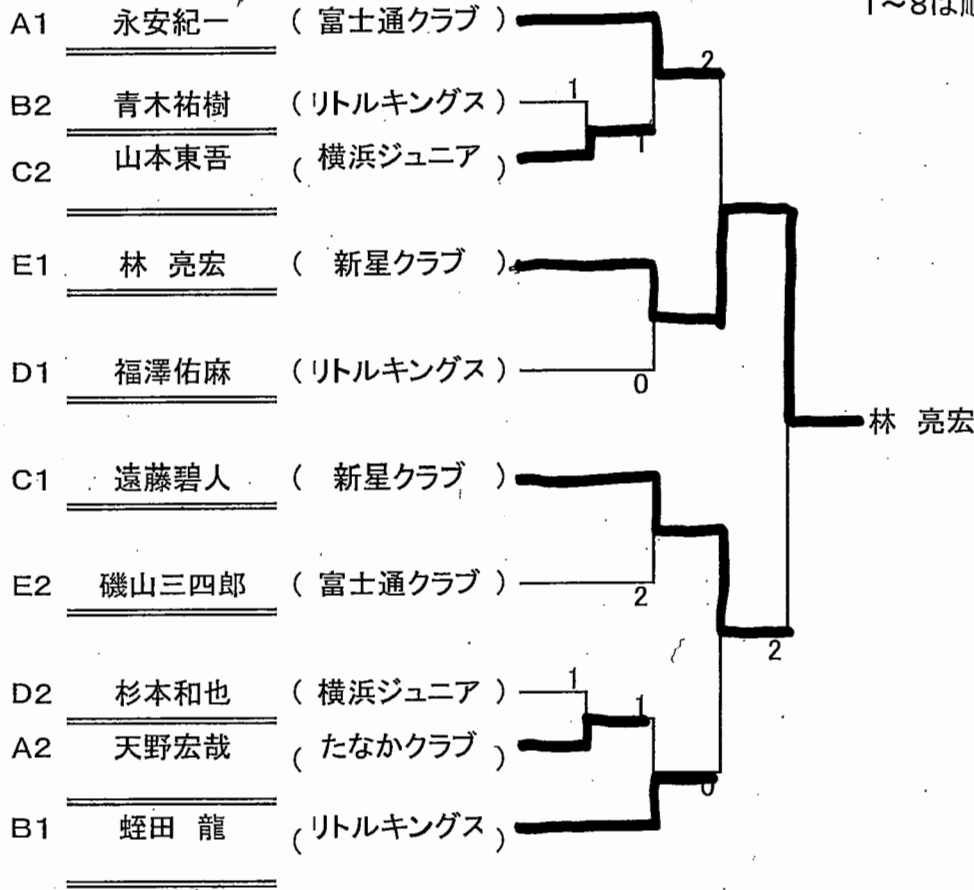 1～8は順
A1 永安紀一 (富士通クラブ)
2
B2 青木祐樹 (リトルキングス) 1
1
C2 山本東吾 (横浜ジュニア)
E1 林 亮宏 (新星クラブ)
D1 福澤佑麻 (リトルキングス)
0
林 亮宏
C1 遠藤碧人 (新星クラブ)
E2 磯山三四郎 (富士通クラブ)
2
2
D2 杉本和也 (横浜ジュニア) 1
1
A2 天野宏哉 (たなかクラブ)
0
B1 蛭田 龍 (リトルキングス)